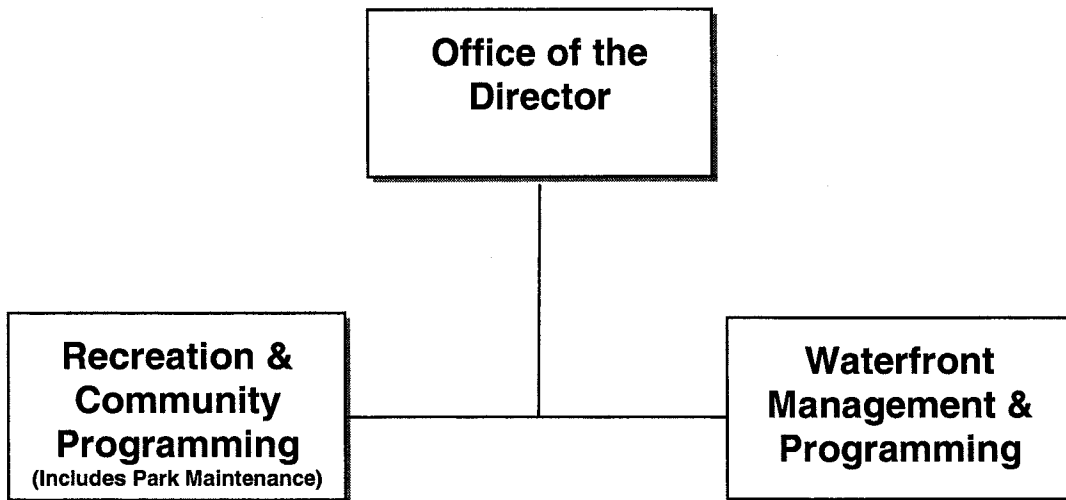 Office of the
Director
Recreation &
Community
Programming
(Includes Park Maintenance)
Waterfront
Management &
Programming